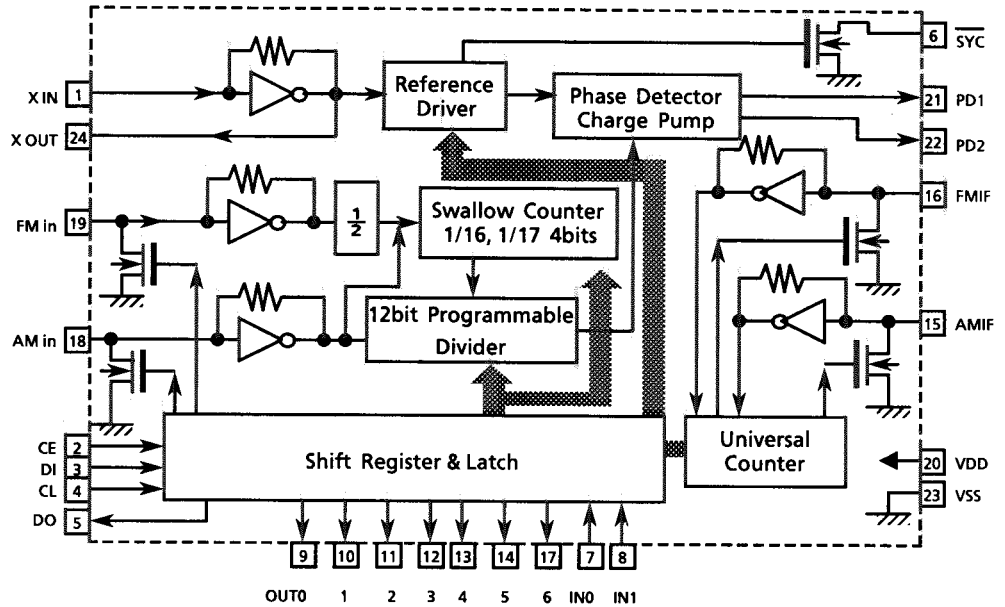 6 SYC
X IN 1
Reference
Driver
Phase Detector
Charge Pump
21 PD1
X OUT 24
22 PD2
16 FMIF
FM in 19
1/2
Swallow Counter
1/16, 1/17 4bits
12bit Programmable
Divider
15 AMIF
AM in 18
CE 2
DI 3
CL 4
DO 5
Shift Register & Latch
Universal
Counter
20 VDD
23 VSS
9 10 11 12 13 14 17 7 8
OUT0 1 2 3 4 5 6 IN0 IN1